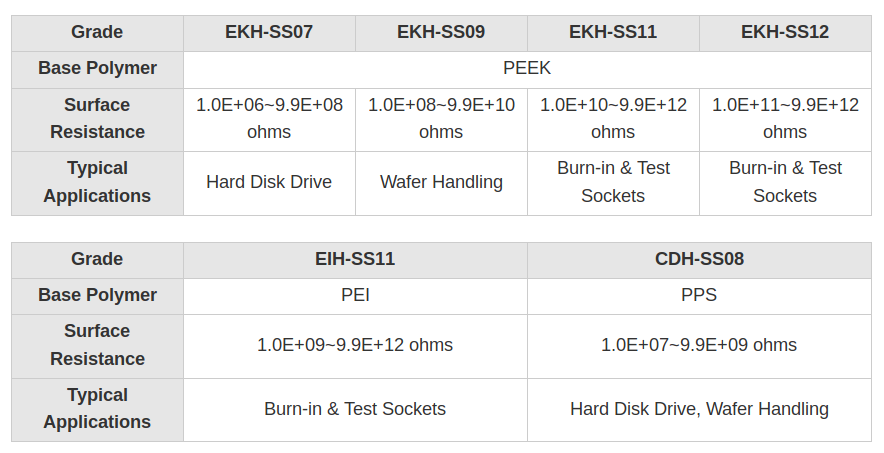 Grade EKH-SS07 EKH-SS09 EKH-SS11 EKH-SS12
Base Polymer PEEK
Surface Resistance 1.0E+06~9.9E+08 ohms 1.0E+08~9.9E+10 ohms 1.0E+10~9.9E+12 ohms 1.0E+11~9.9E+12 ohms
Typical Applications Hard Disk Drive Wafer Handling Burn-in & Test Sockets Burn-in & Test Sockets
Grade EIH-SS11 CDH-SS08
Base Polymer PEI PPS
Surface Resistance 1.0E+09~9.9E+12 ohms 1.0E+07~9.9E+09 ohms
Typical Applications Burn-in & Test Sockets Hard Disk Drive, Wafer Handling